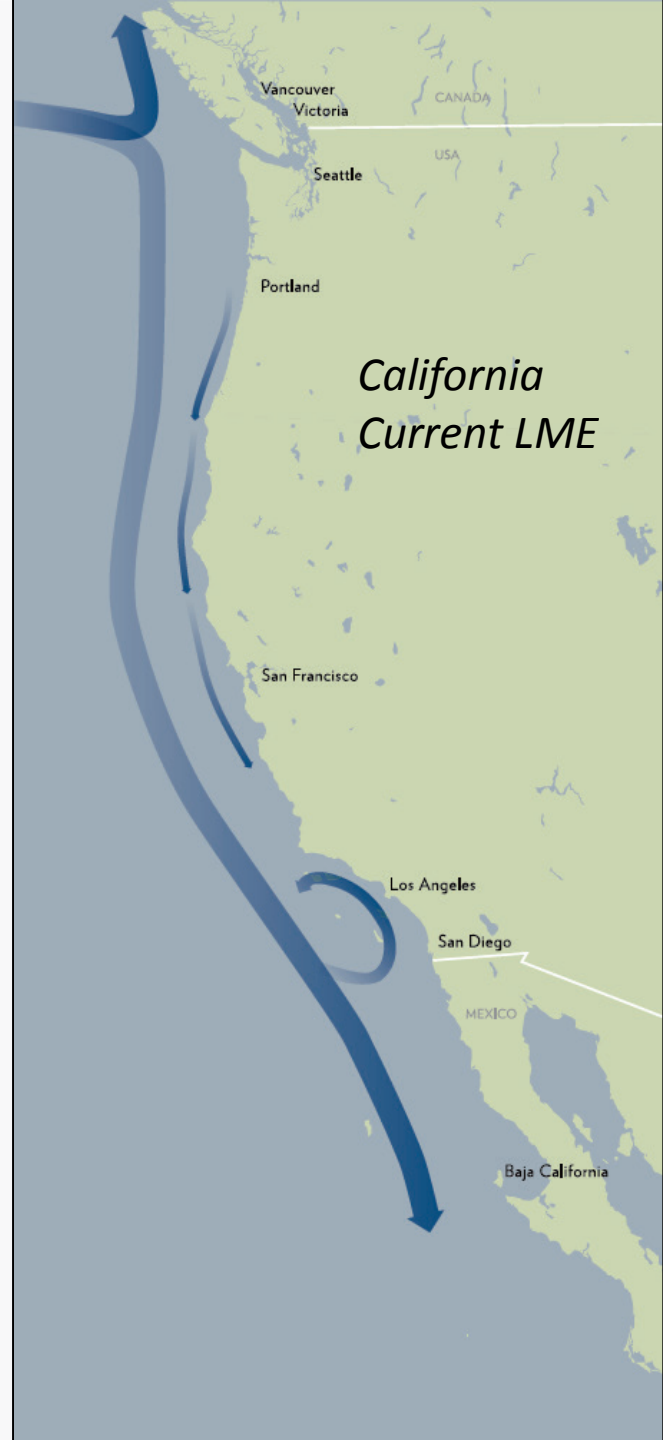 Vancouver
Victoria
CANADA
USA
Seattle
Portland
California
Current LME
San Francisco
Los Angeles
San Diego
MEXICO
Baja California